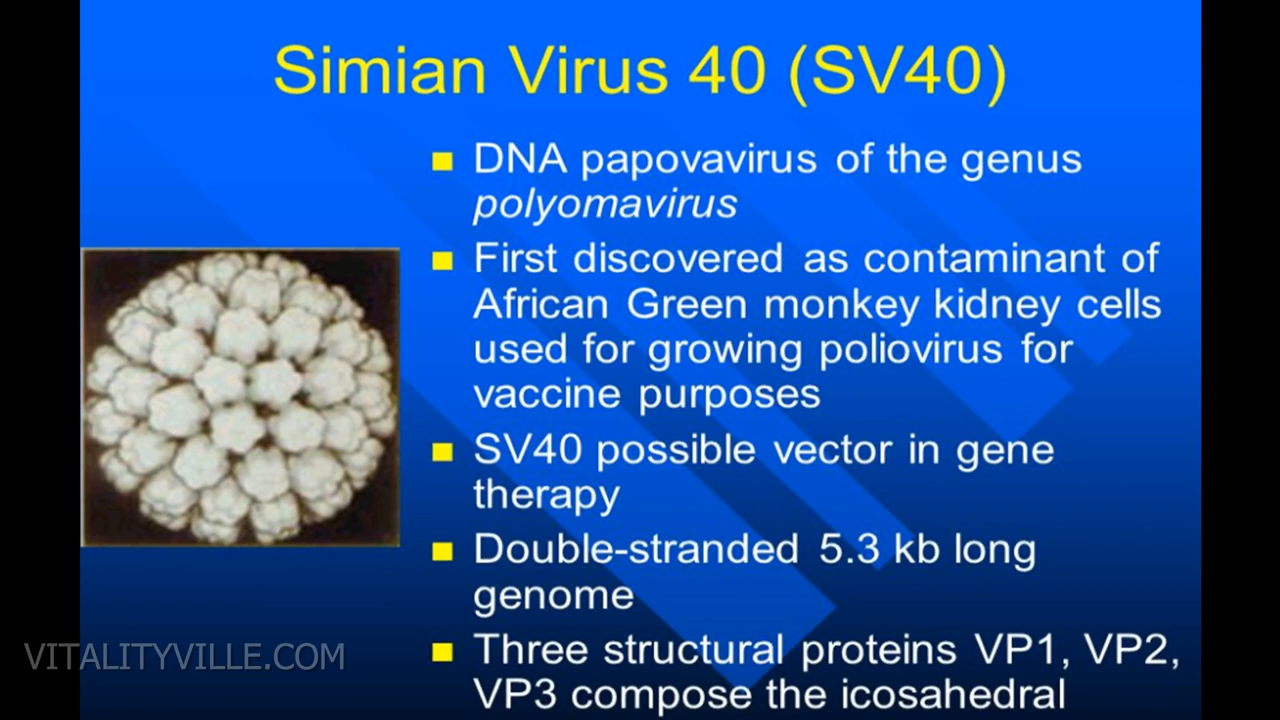 Simian Virus 40 (SV40)
DNA papovavirus of the genus
polyomavirus
First discovered as contaminant of
African Green monkey kidney cells
used for growing poliovirus for
vaccine purposes
SV40 possible vector in gene
therapy
Double-stranded 5.3 kb long
genome
Three structural proteins VP1, VP2,
VP3 compose the icosahedral
VITALITYVILLE.COM